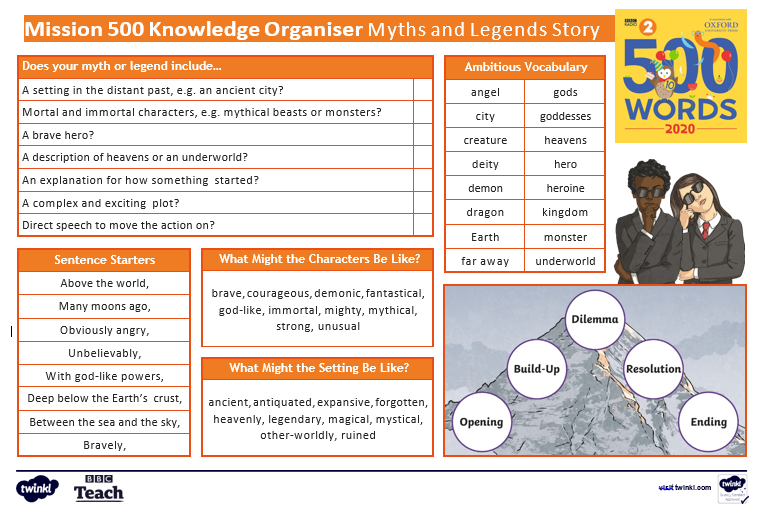 Mission 500 Knowledge Organiser Myths and Legends Story
BBC
RADIO 2
OXFORD
UNIVERSITY PRESS
500
WORDS
2020
Does your myth or legend include...
A setting in the distant past, e.g. an ancient city?
Mortal and immortal characters, e.g. mythical beasts or monsters?
A brave hero?
A description of heavens or an underworld?
An explanation for how something started?
A complex and exciting plot?
Direct speech to move the action on?
Ambitious Vocabulary
angel gods
city goddesses
creature heavens
deity hero
demon heroine
dragon kingdom
Earth monster
far away underworld
Sentence Starters
Above the world,
Many moons ago,
Obviously angry,
Unbelievably,
With god-like powers,
Deep below the Earth's crust,
Between the sea and the sky,
Bravely,
What Might the Characters Be Like?
brave, courageous, demonic, fantastical,
god-like, immortal, mighty, mythical,
strong, unusual
What Might the Setting Be Like?
ancient, antiquated, expansive, forgotten,
heavenly, legendary, magical, mystical,
other-worldly, ruined
Dilemma
Build-Up
Resolution
Opening
Ending
twinkl
BBC
Teach
visit twinkl.com
twinkl